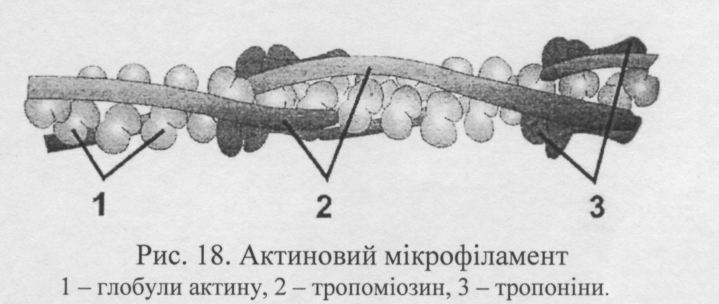 1
2
3
Рис. 18. Актиновий мікрофіламент
1 – глобули актину, 2 – тропоміозин, 3 – тропоніни.